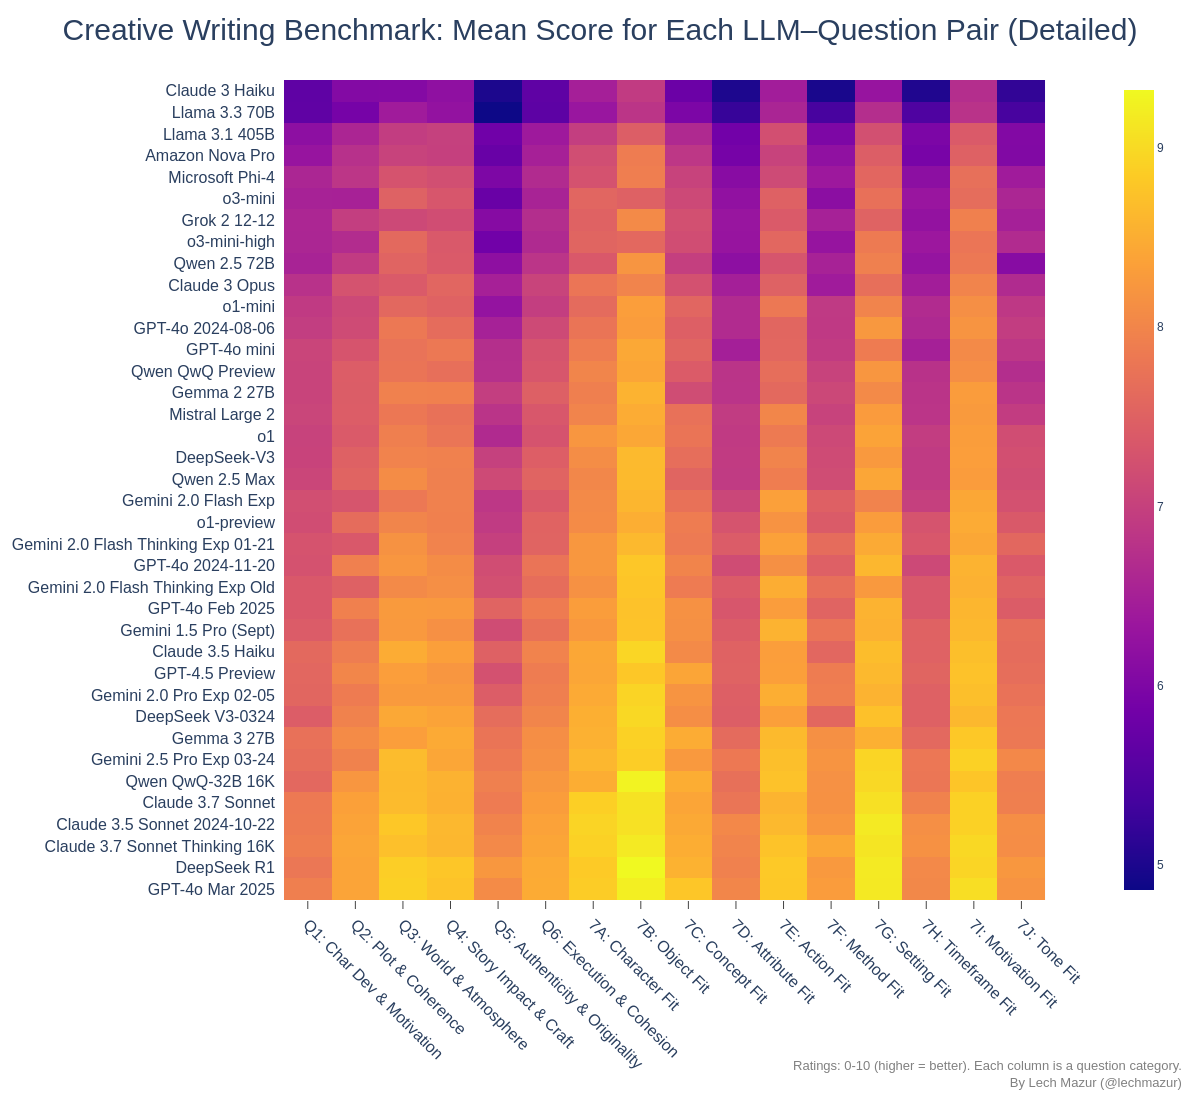 Creative Writing Benchmark: Mean Score for Each LLM–Question Pair (Detailed)
Claude 3 Haiku
Llama 3.3 70B
Llama 3.1 405B
Amazon Nova Pro
Microsoft Phi-4
o3-mini
Grok 2 12-12
o3-mini-high
Qwen 2.5 72B
Claude 3 Opus
o1-mini
GPT-4o 2024-08-06
GPT-4o mini
Qwen QwQ Preview
Gemma 2 27B
Mistral Large 2
o1
DeepSeek-V3
Qwen 2.5 Max
Gemini 2.0 Flash Exp
o1-preview
Gemini 2.0 Flash Thinking Exp 01-21
GPT-4o 2024-11-20
Gemini 2.0 Flash Thinking Exp Old
GPT-4o Feb 2025
Gemini 1.5 Pro (Sept)
Claude 3.5 Haiku
GPT-4.5 Preview
Gemini 2.0 Pro Exp 02-05
DeepSeek V3-0324
Gemma 3 27B
Gemini 2.5 Pro Exp 03-24
Qwen QwQ-32B 16K
Claude 3.7 Sonnet
Claude 3.5 Sonnet 2024-10-22
Claude 3.7 Sonnet Thinking 16K
DeepSeek R1
GPT-4o Mar 2025
Q1: Char Dev & Motivation
Q2: Plot & Coherence
Q3: World & Atmosphere
Q4: Story Impact & Craft
Q5: Authenticity & Originality
Q6: Execution & Cohesion
7A: Character Fit
7B: Object Fit
7C: Concept Fit
7D: Attribute Fit
7E: Action Fit
7F: Method Fit
7G: Setting Fit
7H: Timeframe Fit
7I: Motivation Fit
7J: Tone Fit
9
8
7
6
5
Ratings: 0-10 (higher = better). Each column is a question category.
By Lech Mazur (@lechmazur)